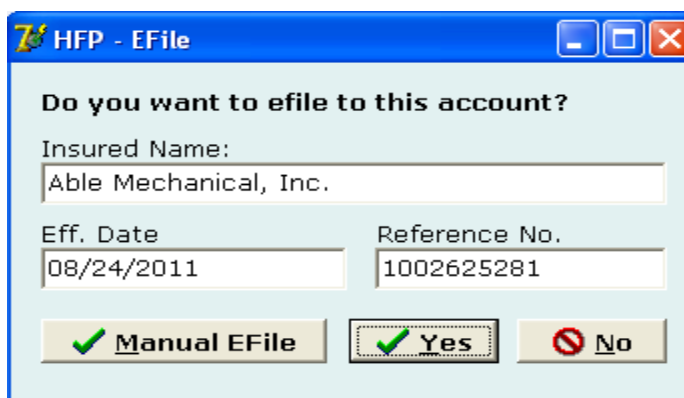 HFP - EFile
Do you want to efile to this account?
Insured Name:
Able Mechanical, Inc.
Eff. Date Reference No.
08/24/2011 1002625281
Manual EFile Yes No